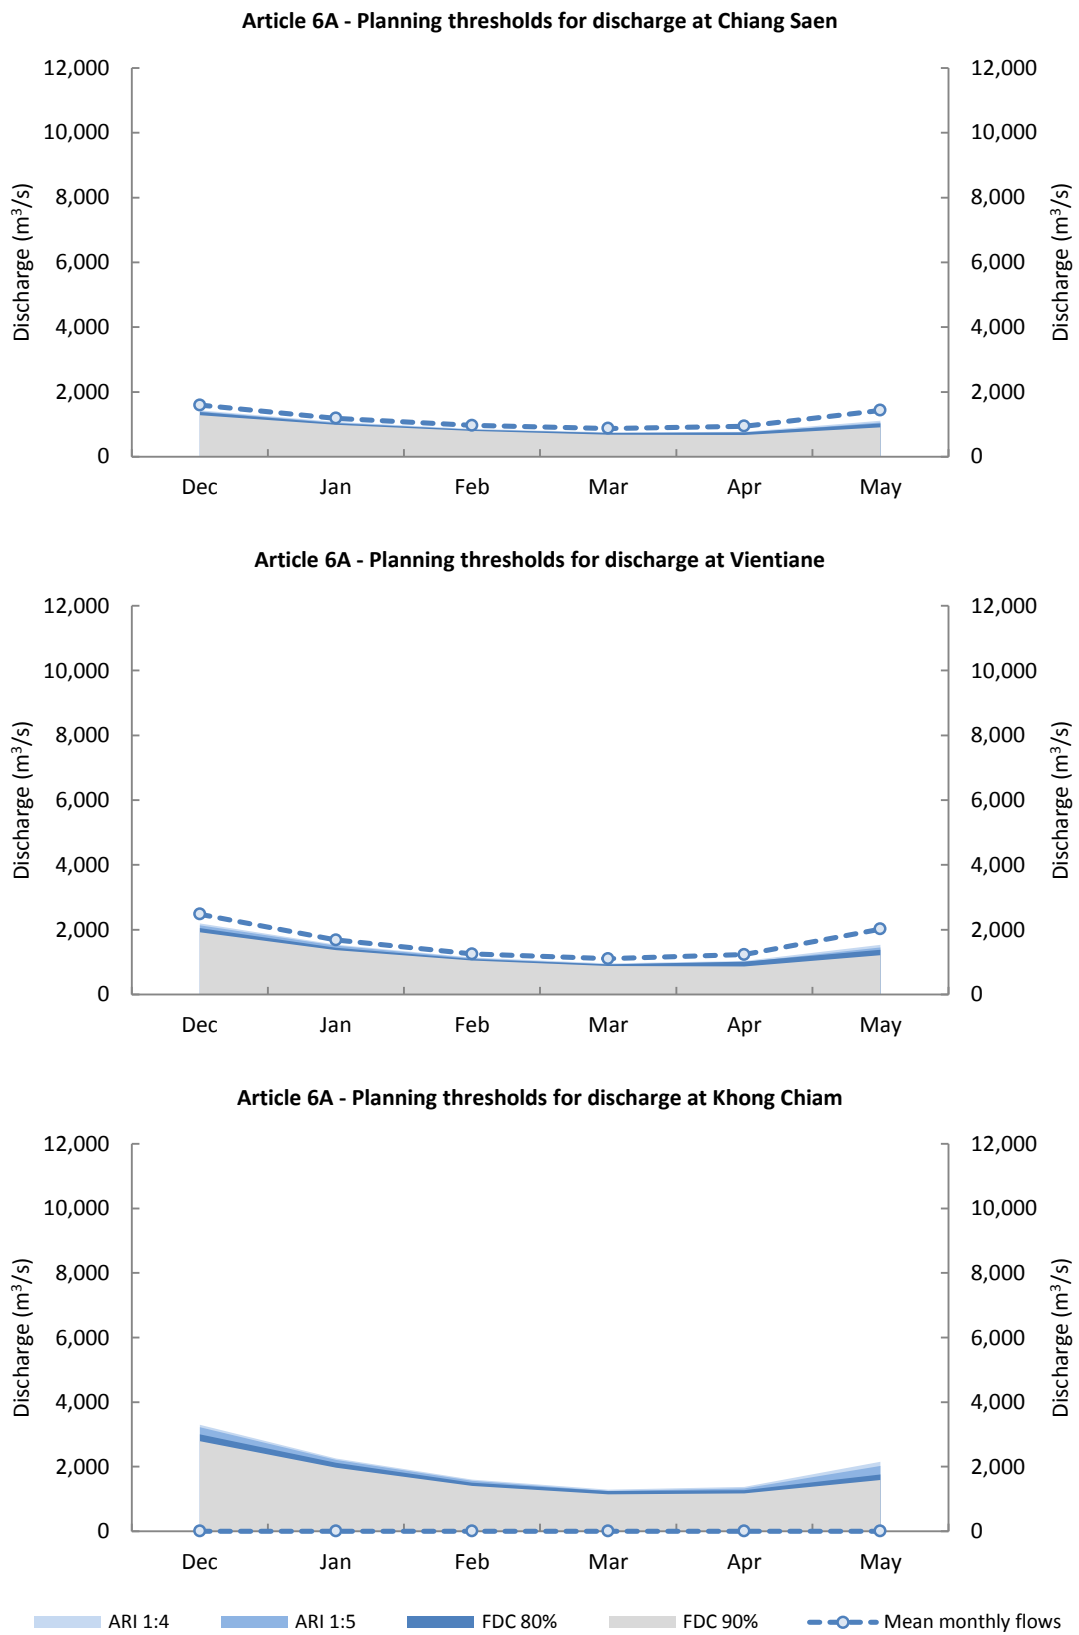 Article 6A - Planning thresholds for discharge at Chiang Saen
12,000 12,000
10,000 10,000
8,000 8,000
6,000 6,000
4,000 4,000
2,000 2,000
0 0
Discharge (m³/s)
Discharge (m³/s)
Dec Jan Feb Mar Apr May
Article 6A - Planning thresholds for discharge at Vientiane
12,000 12,000
10,000 10,000
8,000 8,000
6,000 6,000
4,000 4,000
2,000 2,000
0 0
Discharge (m³/s)
Discharge (m³/s)
Dec Jan Feb Mar Apr May
Article 6A - Planning thresholds for discharge at Khong Chiam
12,000 12,000
10,000 10,000
8,000 8,000
6,000 6,000
4,000 4,000
2,000 2,000
0 0
Discharge (m³/s)
Discharge (m³/s)
Dec Jan Feb Mar Apr May
ARI 1:4 ARI 1:5 FDC 80% FDC 90% Mean monthly flows